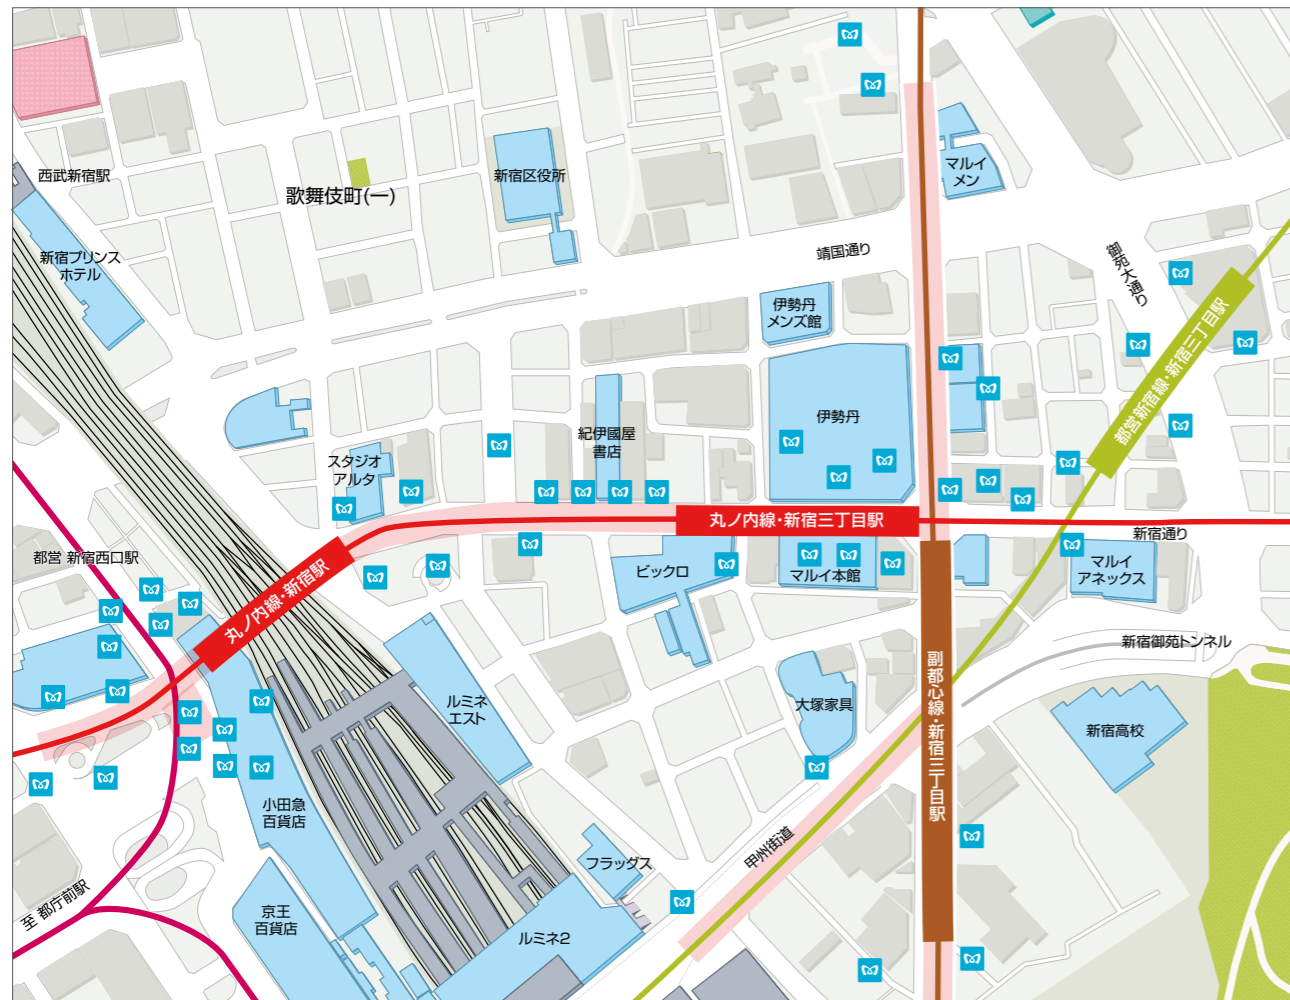 西武新宿駅
歌舞伎町(一)
新宿区役所
マルイ
メン
新宿プリンス
ホテル
靖国通り
御苑大通り
伊勢丹
メンズ館
都営新宿線・新宿三丁目駅
伊勢丹
紀伊國屋
書店
スタジオ
アルタ
丸ノ内線・新宿三丁目駅
新宿通り
都営 新宿西口駅
丸ノ内線・新宿駅
ビックロ
マルイ本館
マルイ
アネックス
新宿御苑トンネル
副都心線・新宿三丁目駅
ルミネ
エスト
大塚家具
新宿高校
小田急
百貨店
甲州街道
フラッグス
至 都庁前駅
京王
百貨店
ルミネ2